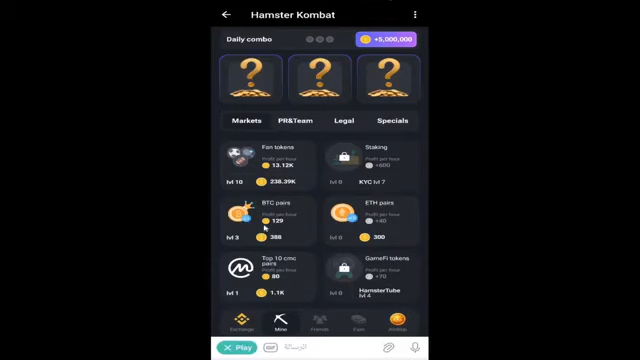 Hamster Kombat
Daily combo
+5,000,000
Markets
PR&Team
Legal
Specials
Fan tokens
Profit per hour
13.12K
lvl 10
238.39K
Staking
Profit per hour
+600
lvl 0
KYC lvl 7
BTC pairs
Profit per hour
129
lvl 3
388
ETH pairs
Profit per hour
+40
lvl 0
300
Top 10 cmc
pairs
Profit per hour
80
lvl 1
1.1K
GameFi tokens
Profit per hour
+70
lvl 0
HamsterTube
lvl 4
Exchange
Mine
Friends
Earn
Airdrop
Play
GIF
الرسالة